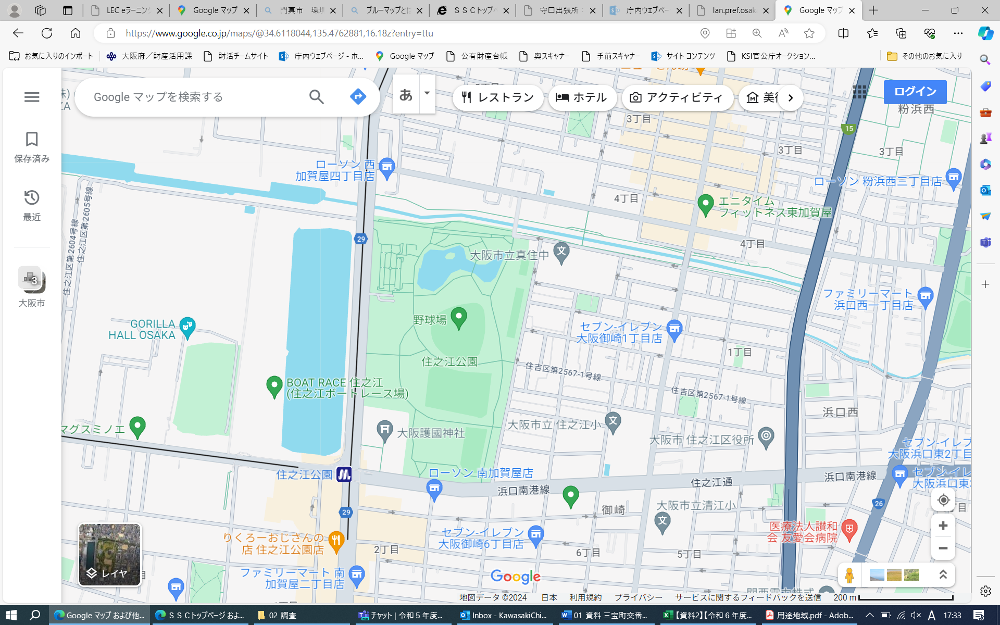 LEC eラーニング
Google マップ
門真市　環境
ブルーマップとは
ＳＳＣトップペ
守口出張所
庁内ウェブペー
lan.pref.osak
Google マップ
https://www.google.co.jp/maps/@34.6118044,135.4762881,16.18z?entry=ttu
お気に入りのインポート
大阪府／財産活用課
財活チームサイト
庁内ウェブページ - ホ...
Google マップ
公有財産台帳
奥スキャナー
手前スキャナー
サイト コンテンツ
KSI官公庁オークション...
その他のお気に入り
Google マップを検索する
あ
レストラン
ホテル
アクティビティ
美術
ログイン
粉浜西
15
3丁目
3丁目
3丁目
保存済み
最近
3
大阪市
ローソン 西
加賀屋四丁目店
ローソン 粉浜西三丁目店
4丁目
エニタイム
フィットネス東加賀屋
4丁目
29
住之江区第2604号線
住之江区第2605号線
大阪市立真住中
文
ファミリーマート
浜口西一丁目店
野球場
GORILLA
HALL OSAKA
セブン-イレブン
大阪御崎1丁目店
1丁目
住之江公園
住吉区第2567-1号線
住吉区第2567-1号線
BOAT RACE 住之江
(住之江ボートレース場)
浜口西
マグスミノエ
大阪護國神社
大阪市立 住之江小
文
大阪市 住之江区役所
セブン-イレブ
大阪浜口東2丁目
住之江公園
ローソン 南加賀屋店
浜口南港線
住之江通
浜口南港線
セブン-イレ
大阪浜口東
29
御崎
大阪市立清江小
文
26
丁目
りくろーおじさんの
店 住之江公園店
2丁目
セブン-イレブン
大阪御崎6丁目店
6丁目
5丁目
医療法人讃和
会 友愛会病院
レイヤ
ファミリーマート 南
加賀屋二丁目店
Google
地図データ ©2024
日本
利用規約
プライバシー
サービスに関するフィードバックを送信
200 m
Google マップ および他...
ＳＳＣトップページ およ...
02_調査
チャット | 令和５年度...
Inbox - KawasakiChi...
01_資料 三宝町交番...
【資料2】【令和６年度...
用途地域.pdf - Adob...
A
17:33